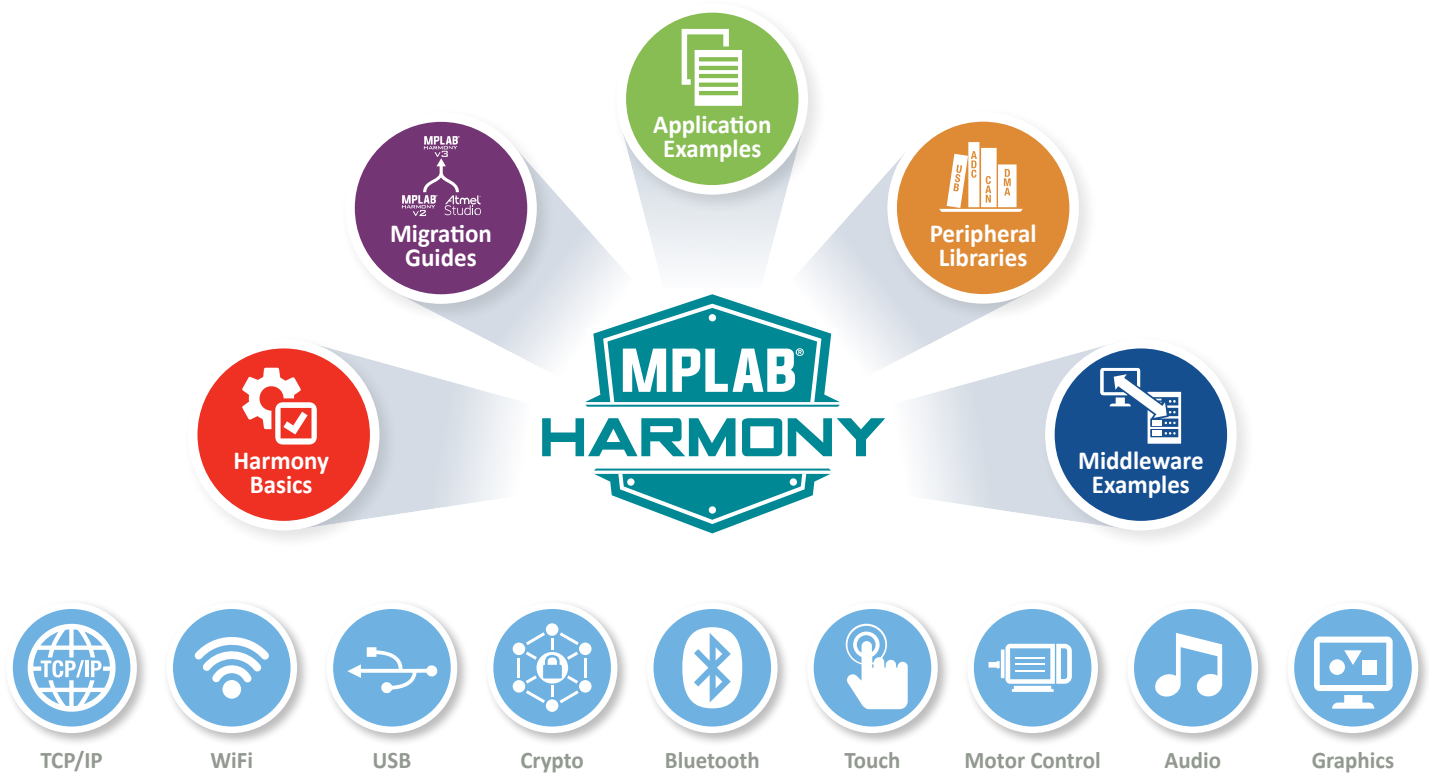 Application
Examples
MPLAB®
HARMONY
v3
MPLAB®
HARMONY
v2
Atmel
Studio
Migration
Guides
USB
ADC
CAN
DMA
Peripheral
Libraries
MPLAB®
HARMONY
Harmony
Basics
Middleware
Examples
TCP/IP
TCP/IP
WiFi
USB
Crypto
Bluetooth
Touch
Motor Control
Audio
Graphics